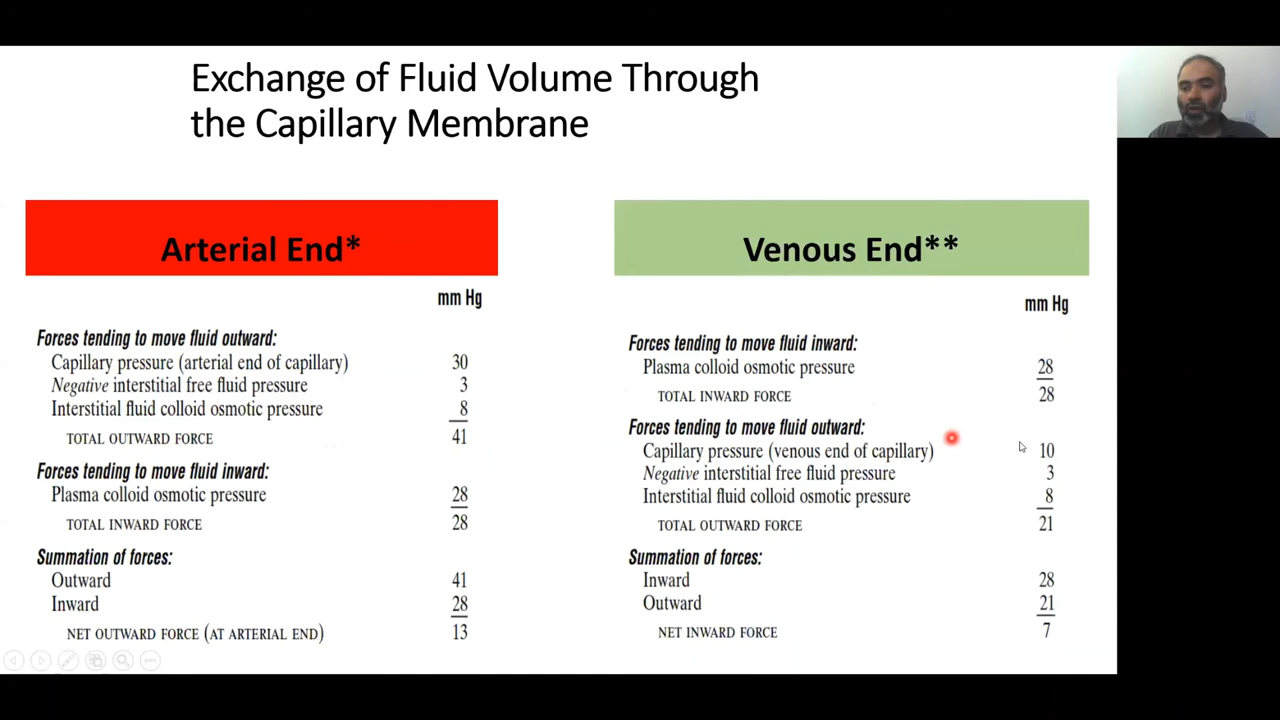 Exchange of Fluid Volume Through
the Capillary Membrane
Arterial End*
mm Hg
Forces tending to move fluid outward:
Capillary pressure (arterial end of capillary) 30
Negative interstitial free fluid pressure 3
Interstitial fluid colloid osmotic pressure 8
TOTAL OUTWARD FORCE 41
Forces tending to move fluid inward:
Plasma colloid osmotic pressure 28
TOTAL INWARD FORCE 28
Summation of forces:
Outward 41
Inward 28
NET OUTWARD FORCE (AT ARTERIAL END) 13
Venous End**
mm Hg
Forces tending to move fluid inward:
Plasma colloid osmotic pressure 28
TOTAL INWARD FORCE 28
Forces tending to move fluid outward:
Capillary pressure (venous end of capillary) 10
Negative interstitial free fluid pressure 3
Interstitial fluid colloid osmotic pressure 8
TOTAL OUTWARD FORCE 21
Summation of forces:
Inward 28
Outward 21
NET INWARD FORCE 7